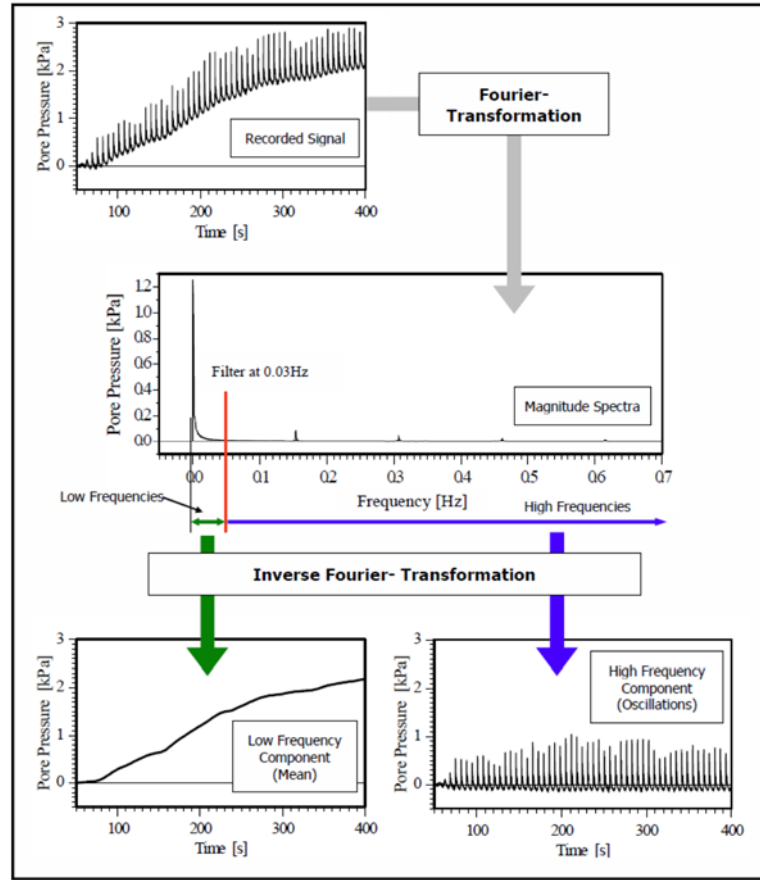 3
2
1
0
Pore Pressure [kPa]
Recorded Signal
100 200 300 400
Time [s]
Fourier-
Transformation
1.2
1.0
0.8
0.6
0.4
0.2
0.0
Pore Pressure [kPa]
Filter at 0.03Hz
Magnitude Spectra
0.0 0.1 0.2 0.3 0.4 0.5 0.6 0.7
Low Frequencies
Frequency [Hz]
High Frequencies
Inverse Fourier- Transformation
3
2
1
0
Pore Pressure [kPa]
Low Frequency
Component
(Mean)
100 200 300 400
Time [s]
3
2
1
0
Pore Pressure [kPa]
High Frequency
Component
(Oscillations)
100 200 300 400
Time [s]